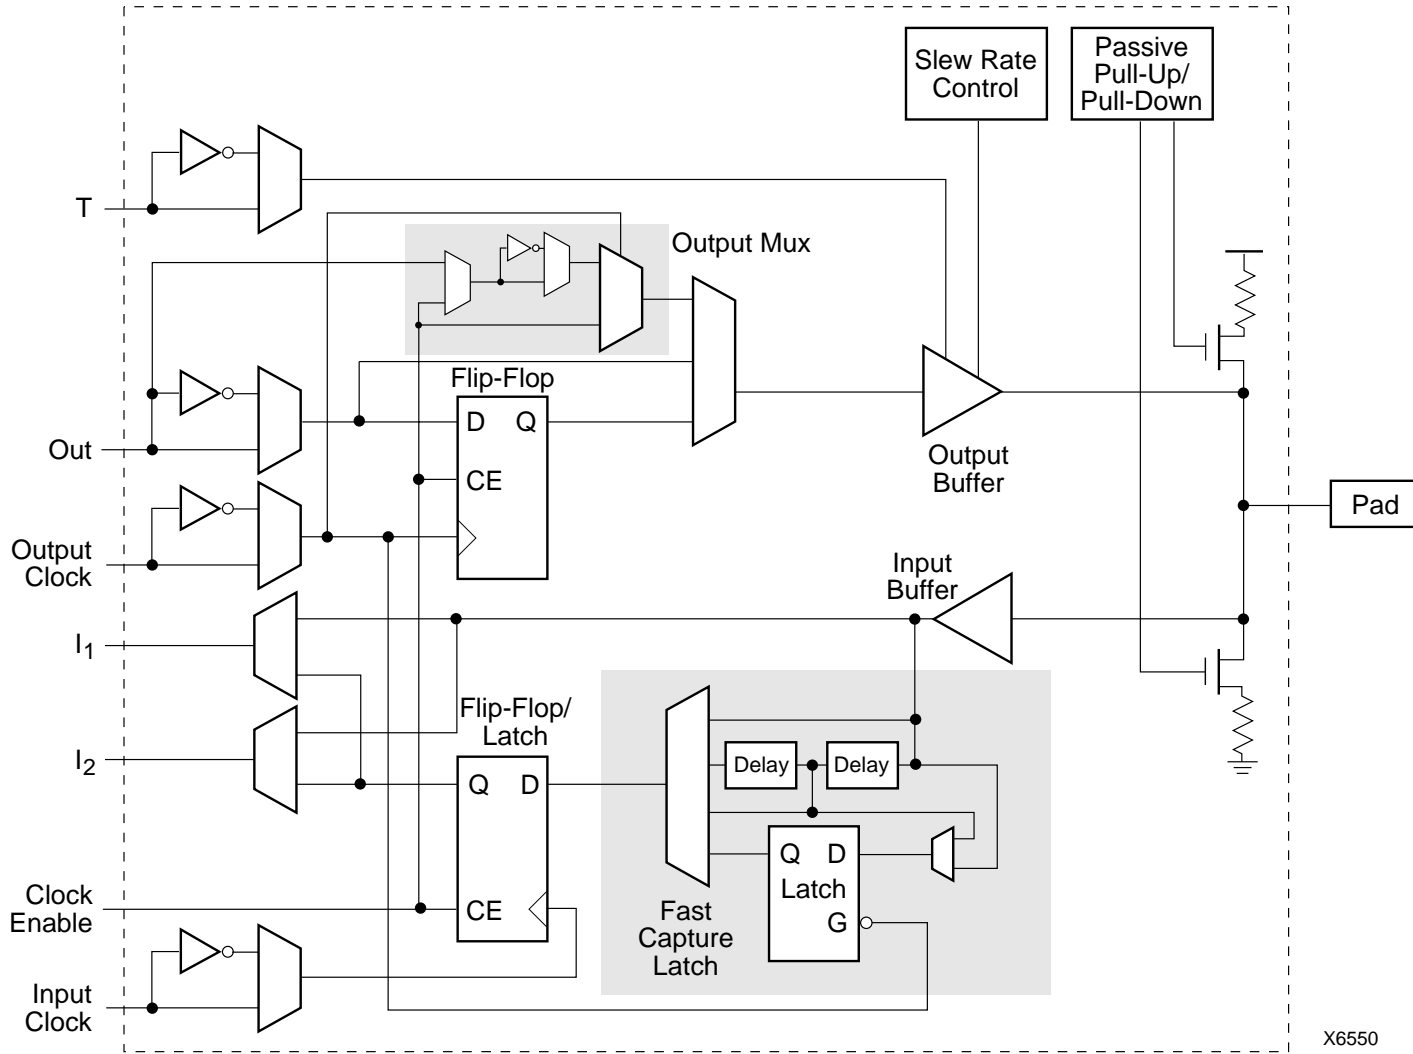 Slew Rate
Control
Passive
Pull-Up/
Pull-Down
T
Output Mux
Flip-Flop
D Q
CE
Out
Output
Buffer
Output
Clock
Pad
Input
Buffer
I1
Flip-Flop/
Latch
I2
Q D
CE
Delay
Delay
Q D
Latch
G
Fast
Capture
Latch
Clock
Enable
Input
Clock
X6550